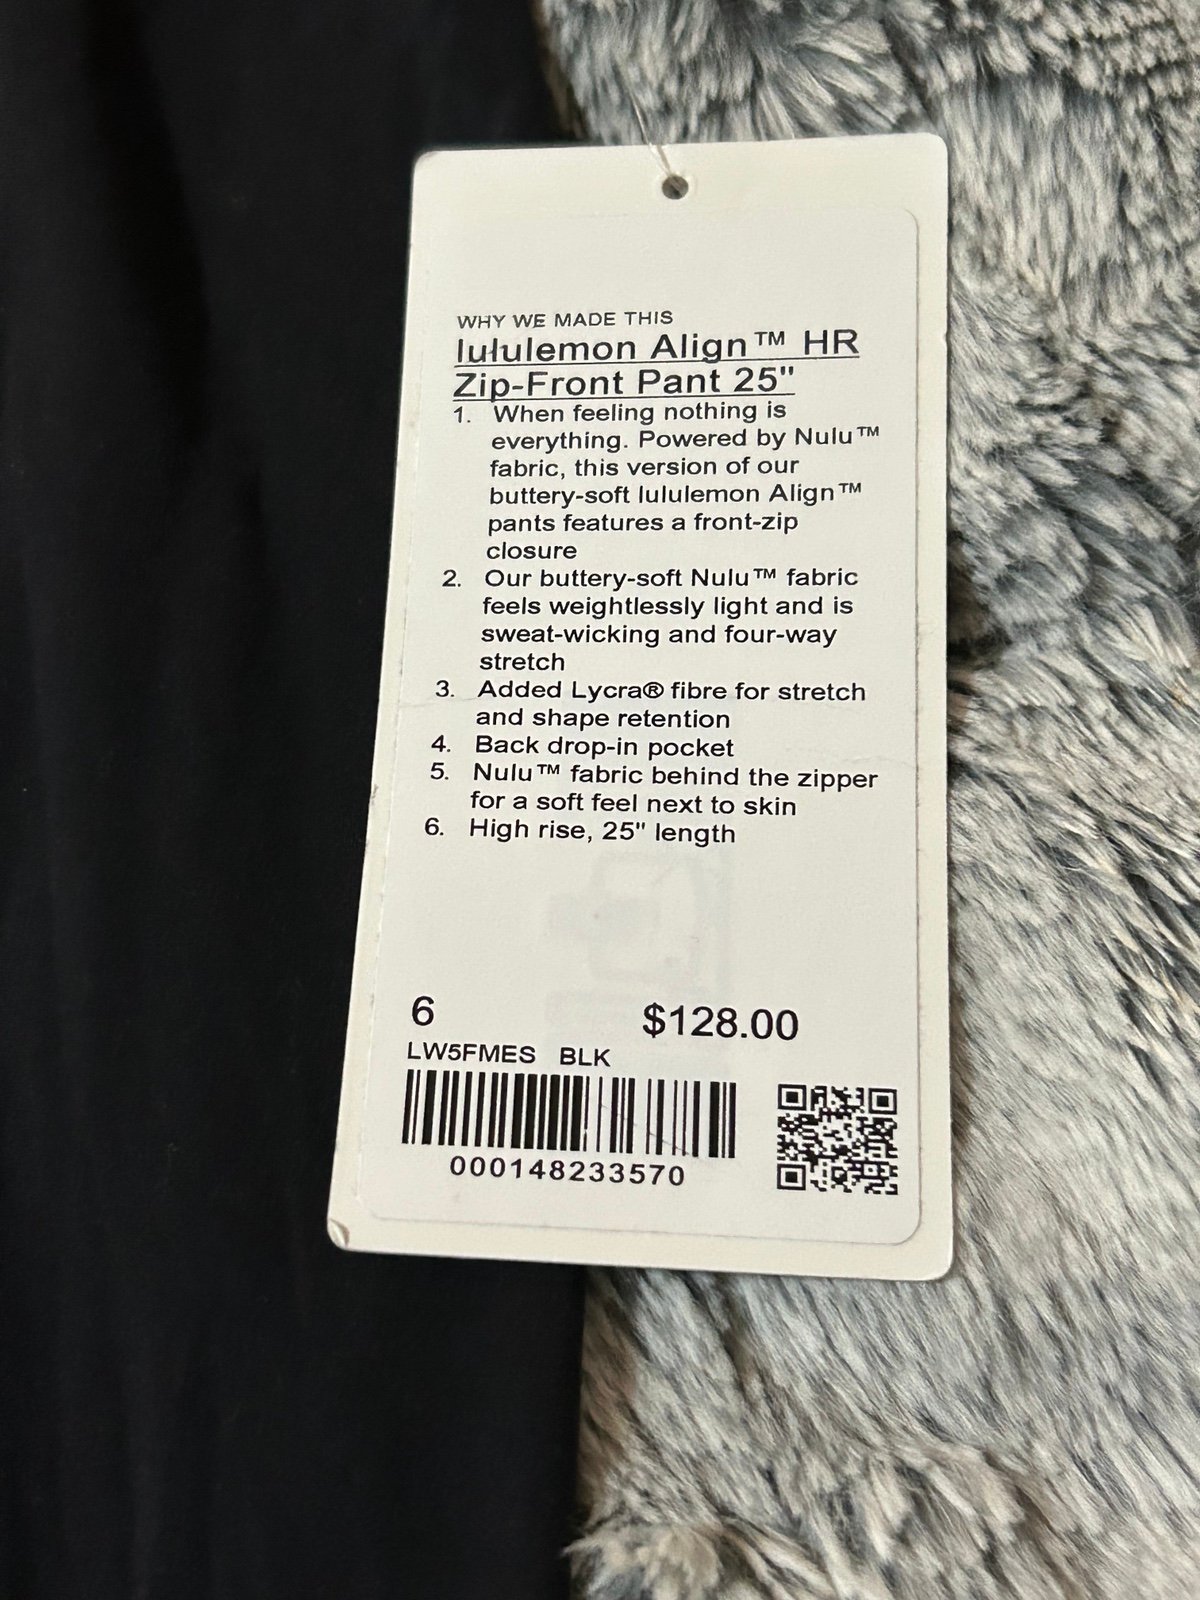 WHY WE MADE THIS
lululemon Align™ HR
Zip-Front Pant 25"
1. When feeling nothing is
everything. Powered by Nulu™
fabric, this version of our
buttery-soft lululemon Align™
pants features a front-zip
closure
2. Our buttery-soft Nulu™ fabric
feels weightlessly light and is
sweat-wicking and four-way
stretch
3. Added Lycra® fibre for stretch
and shape retention
4. Back drop-in pocket
5. Nulu™ fabric behind the zipper
for a soft feel next to skin
6. High rise, 25" length
6 $128.00
LW5FMES BLK
000148233570